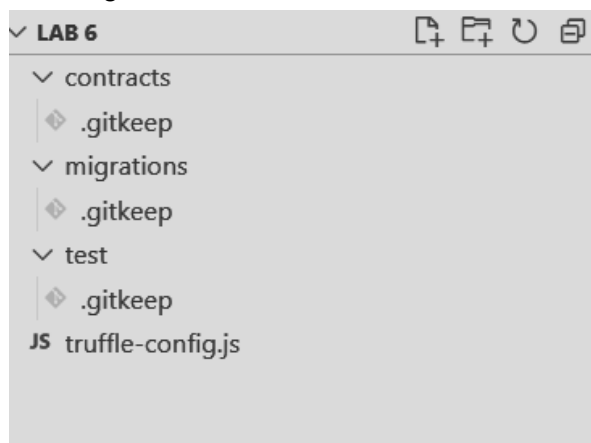 LAB 6
contracts
.gitkeep
migrations
.gitkeep
test
.gitkeep
JS truffle-config.js